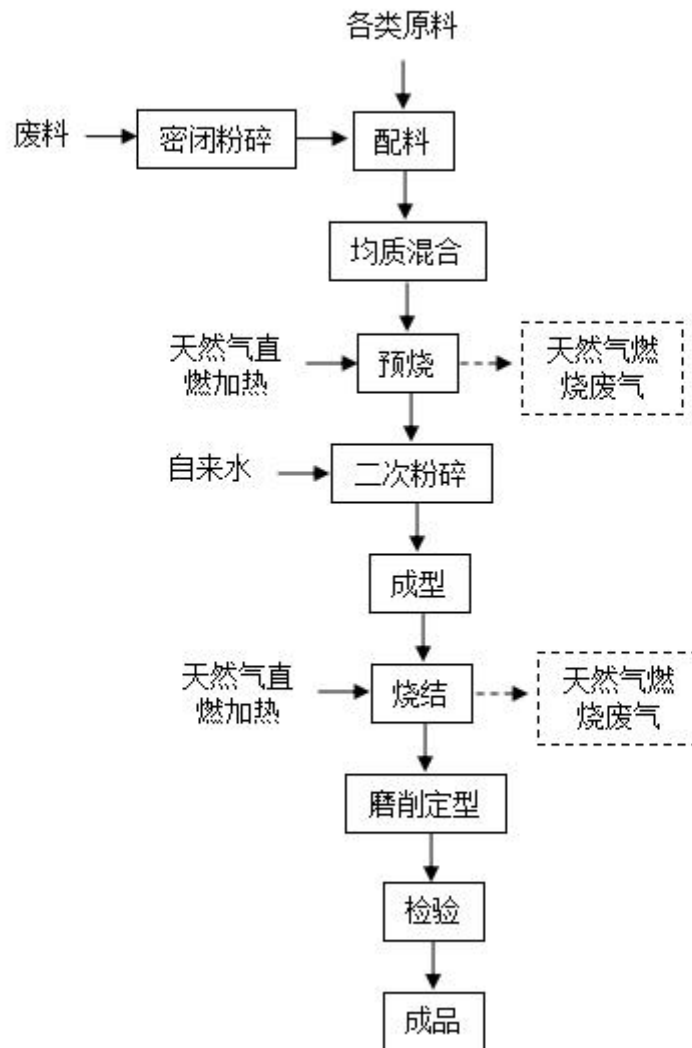 各类原料
废料
密闭粉碎
配料
均质混合
天然气直
燃加热
预烧
天然气燃
烧废气
自来水
二次粉碎
成型
天然气直
燃加热
烧结
天然气燃
烧废气
磨削定型
检验
成品